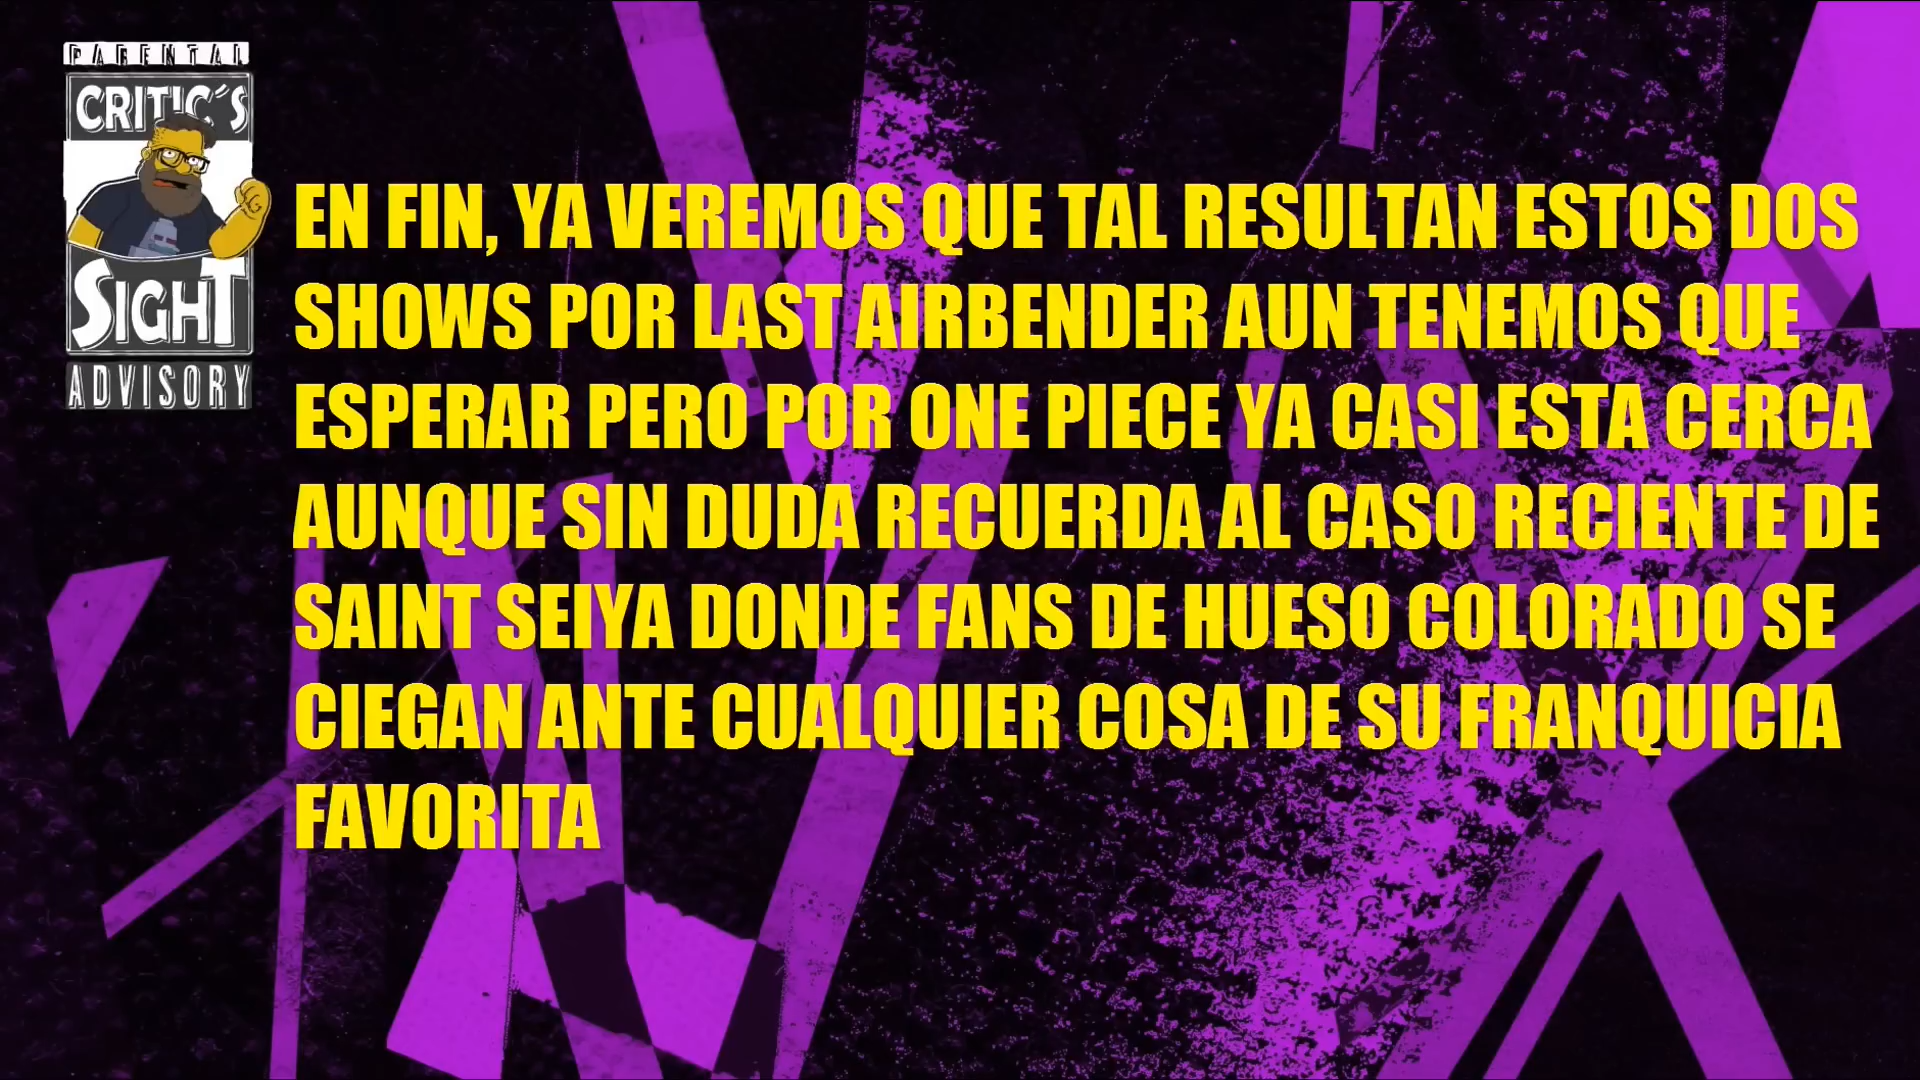 PARENTAL
CRITIC´S
SIGHT
ADVISORY
EN FIN, YA VEREMOS QUE TAL RESULTAN ESTOS DOS
SHOWS POR LAST AIRBENDER AUN TENEMOS QUE
ESPERAR PERO POR ONE PIECE YA CASI ESTA CERCA
AUNQUE SIN DUDA RECUERDA AL CASO RECIENTE DE
SAINT SEIYA DONDE FANS DE HUESO COLORADO SE
CIEGAN ANTE CUALQUIER COSA DE SU FRANQUICIA
FAVORITA